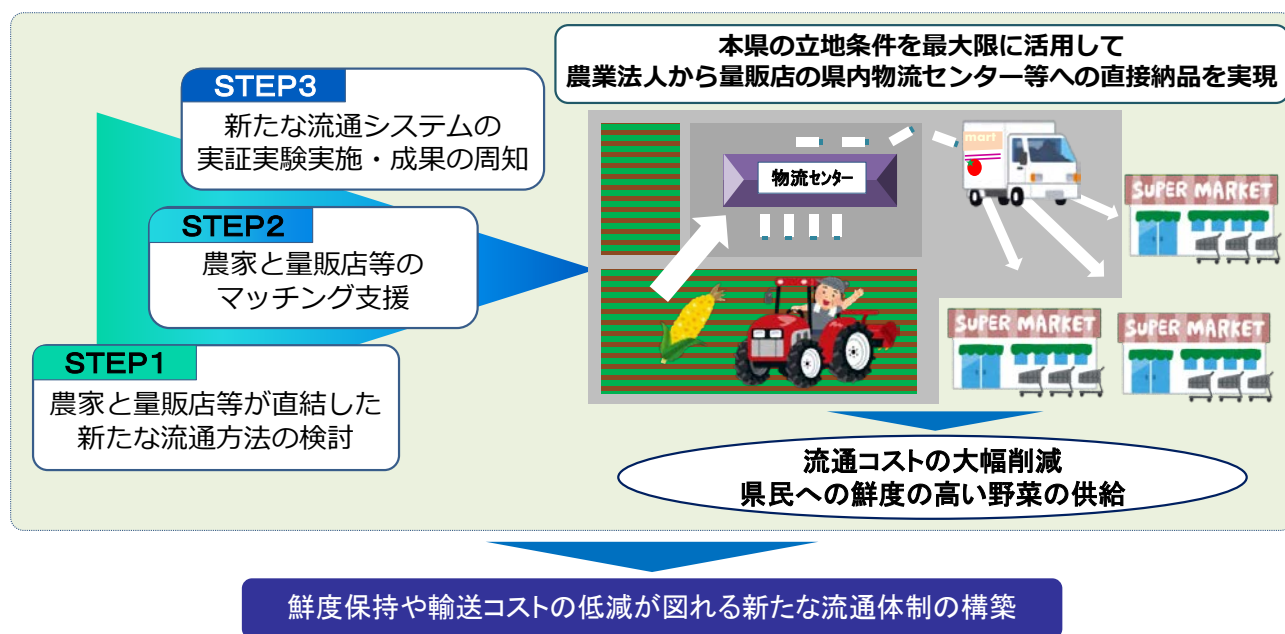 本県の立地条件を最大限に活用して
農業法人から量販店の県内物流センター等への直接納品を実現
STEP3
新たな流通システムの
実証実験実施・成果の周知
STEP2
農家と量販店等の
マッチング支援
STEP1
農家と量販店等が直結した
新たな流通方法の検討
物流センター
mart
SUPER MARKET
SUPER MARKET
SUPER MARKET
流通コストの大幅削減
県民への鮮度の高い野菜の供給
鮮度保持や輸送コストの低減が図れる新たな流通体制の構築